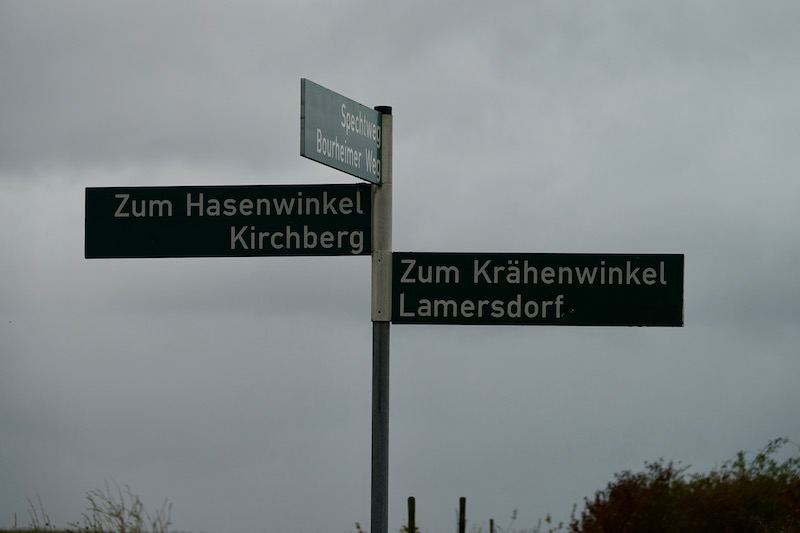 Spechtweg
Bourheimer Weg
Zum Hasenwinkel
Kirchberg
Zum Krähenwinkel
Lamersdorf